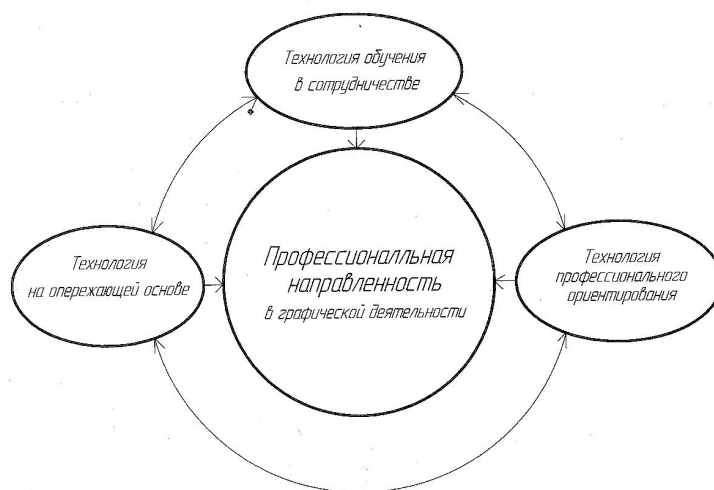 Технология обучения
в сотрудничестве
Технология
на опережающей основе
Профессионалльная
направленность
в графической деятельности
Технология
профессионального
ориентирования